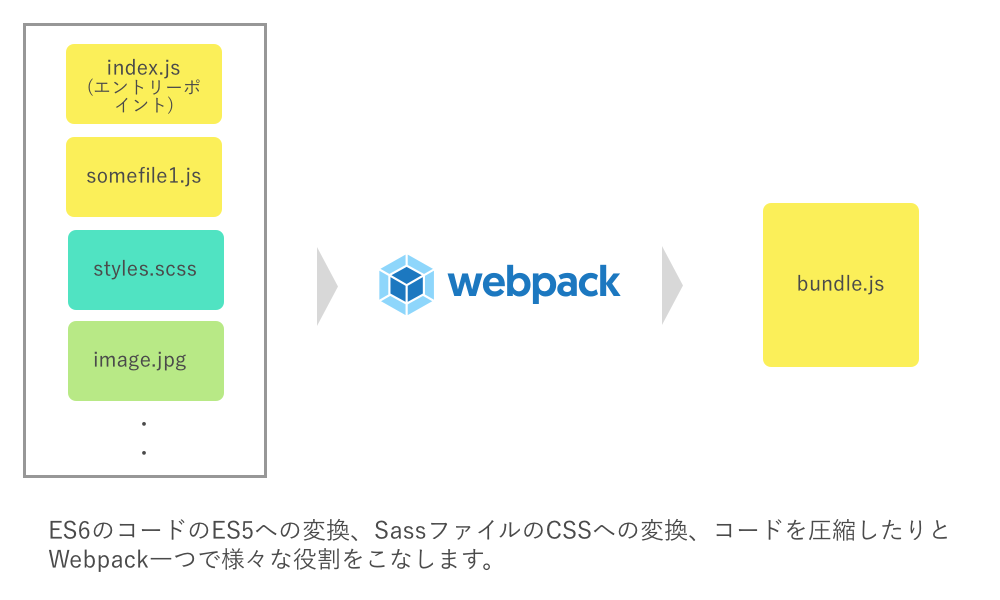 index.js
(エントリーポ
イント)
somefile1.js
styles.scss
image.jpg
・
・
webpack
bundle.js
ES6のコードのES5への変換、SassファイルのCSSへの変換、コードを圧縮したりと
Webpack一つで様々な役割をこなします。